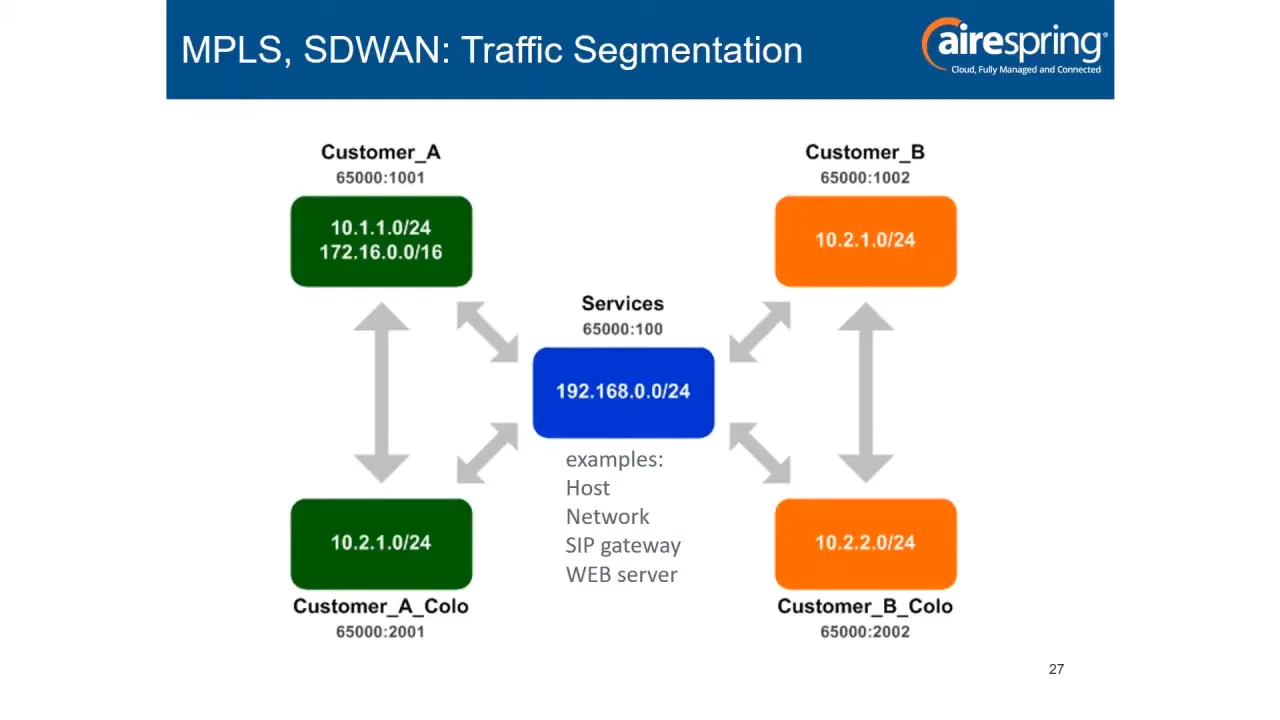 MPLS, SDWAN: Traffic Segmentation
airespring®
Cloud, Fully Managed and Connected
Customer_A
65000:1001
10.1.1.0/24
172.16.0.0/16
Customer_B
65000:1002
10.2.1.0/24
Services
65000:100
192.168.0.0/24
examples:
Host
Network
SIP gateway
WEB server
10.2.1.0/24
Customer_A_Colo
65000:2001
10.2.2.0/24
Customer_B_Colo
65000:2002
27